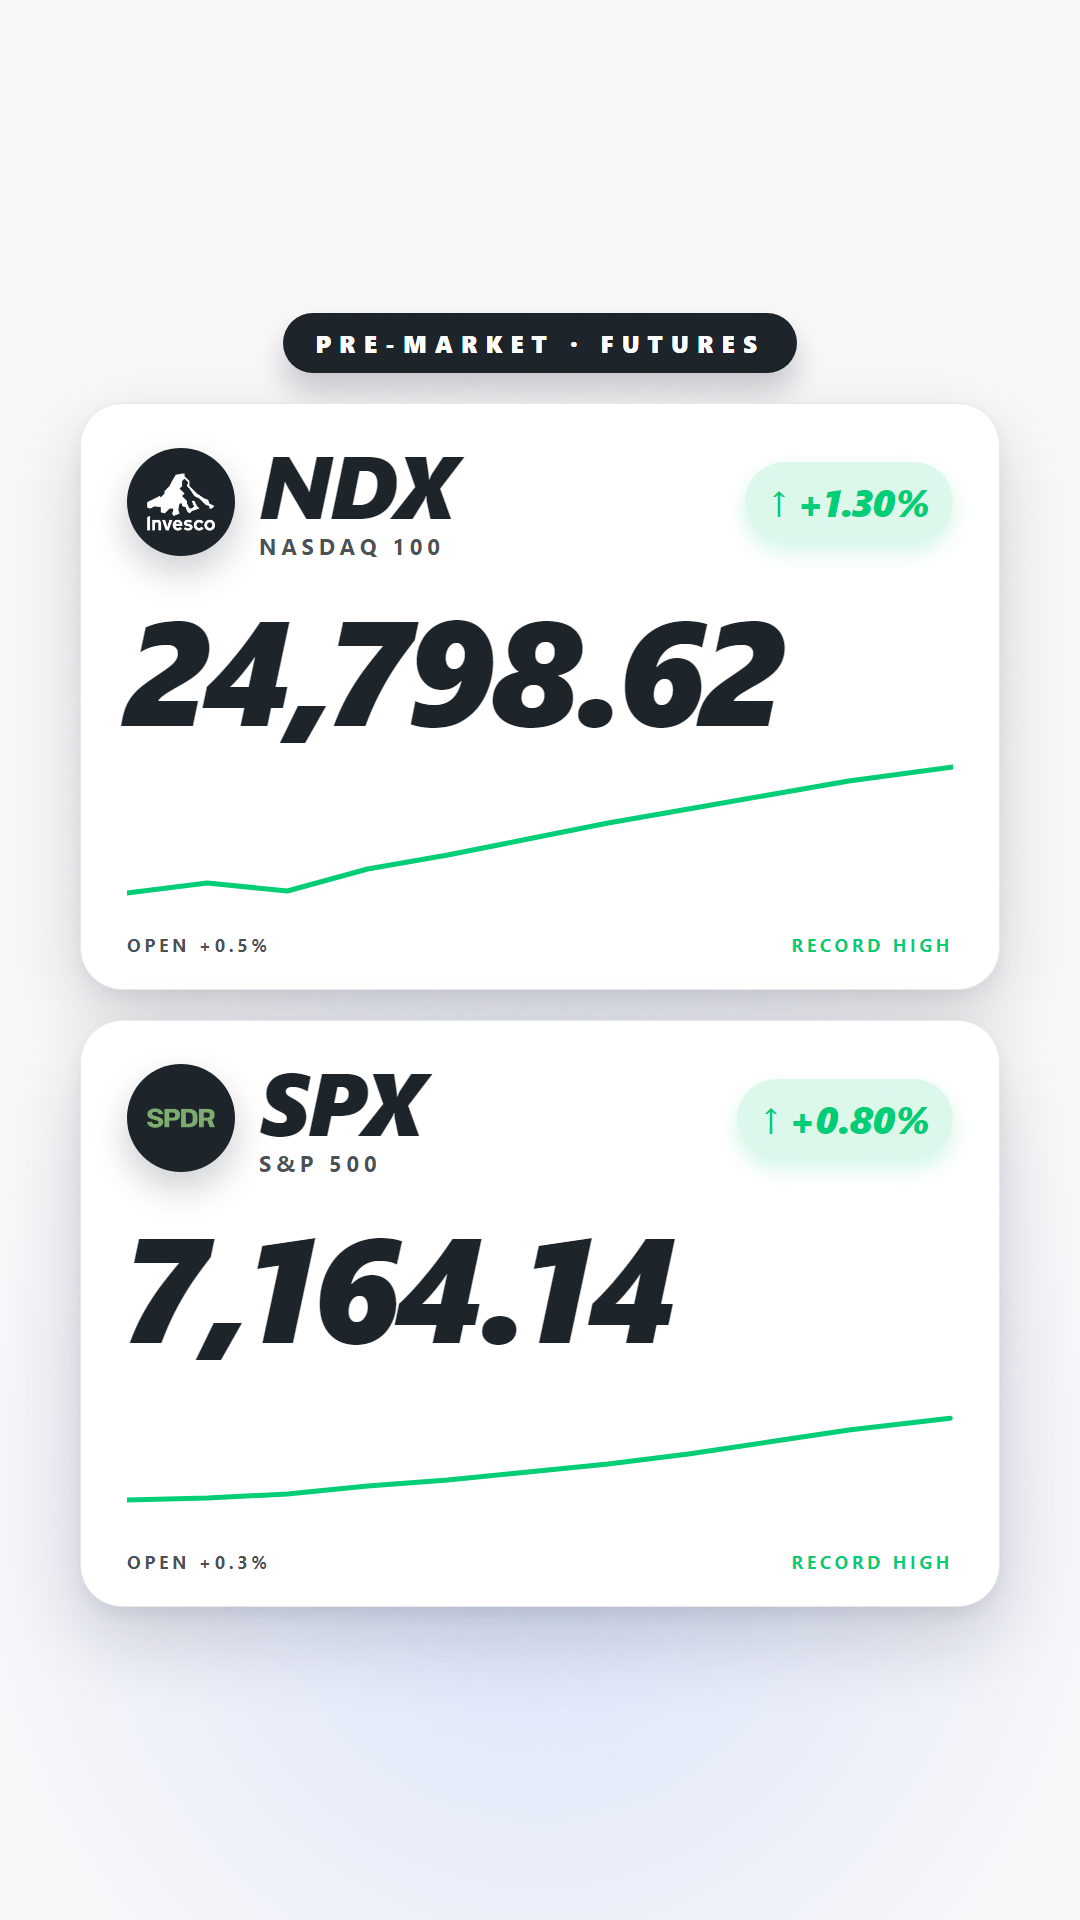 PRE-MARKET · FUTURES
Invesco
NDX
NASDAQ 100
↑ +1.30%
24,798.62
OPEN +0.5%
RECORD HIGH
SPDR
SPX
S&P 500
↑ +0.80%
7,164.14
OPEN +0.3%
RECORD HIGH